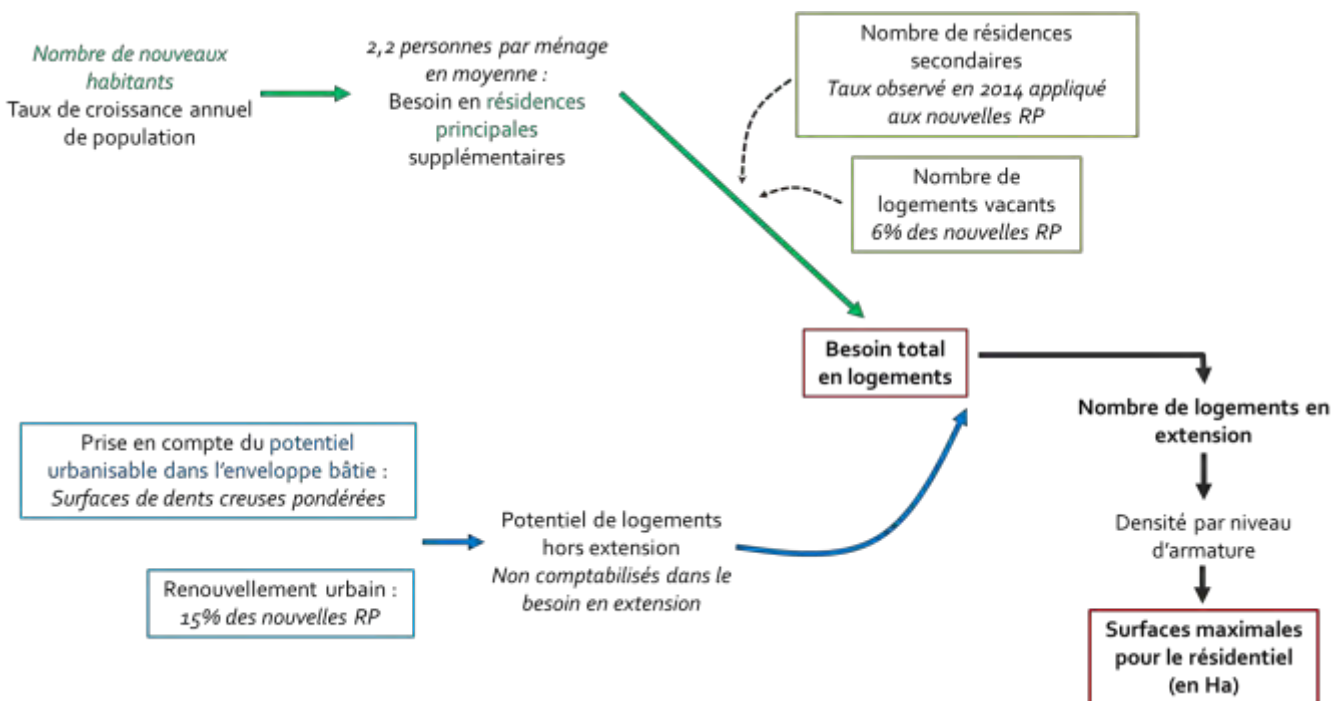 Nombre de nouveaux
habitants
Taux de croissance annuel
de population
2,2 personnes par ménage
en moyenne :
Besoin en résidences
principales
supplémentaires
Nombre de résidences
secondaires
Taux observé en 2014 appliqué
aux nouvelles RP
Nombre de
logements vacants
6% des nouvelles RP
Besoin total
en logements
Nombre de logements en
extension
Densité par niveau
d'armature
Surfaces maximales
pour le résidentiel
(en Ha)
Prise en compte du potentiel
urbanisable dans l'enveloppe bâtie :
Surfaces de dents creuses pondérées
Renouvellement urbain :
15% des nouvelles RP
Potentiel de logements
hors extension
Non comptabilisés dans le
besoin en extension